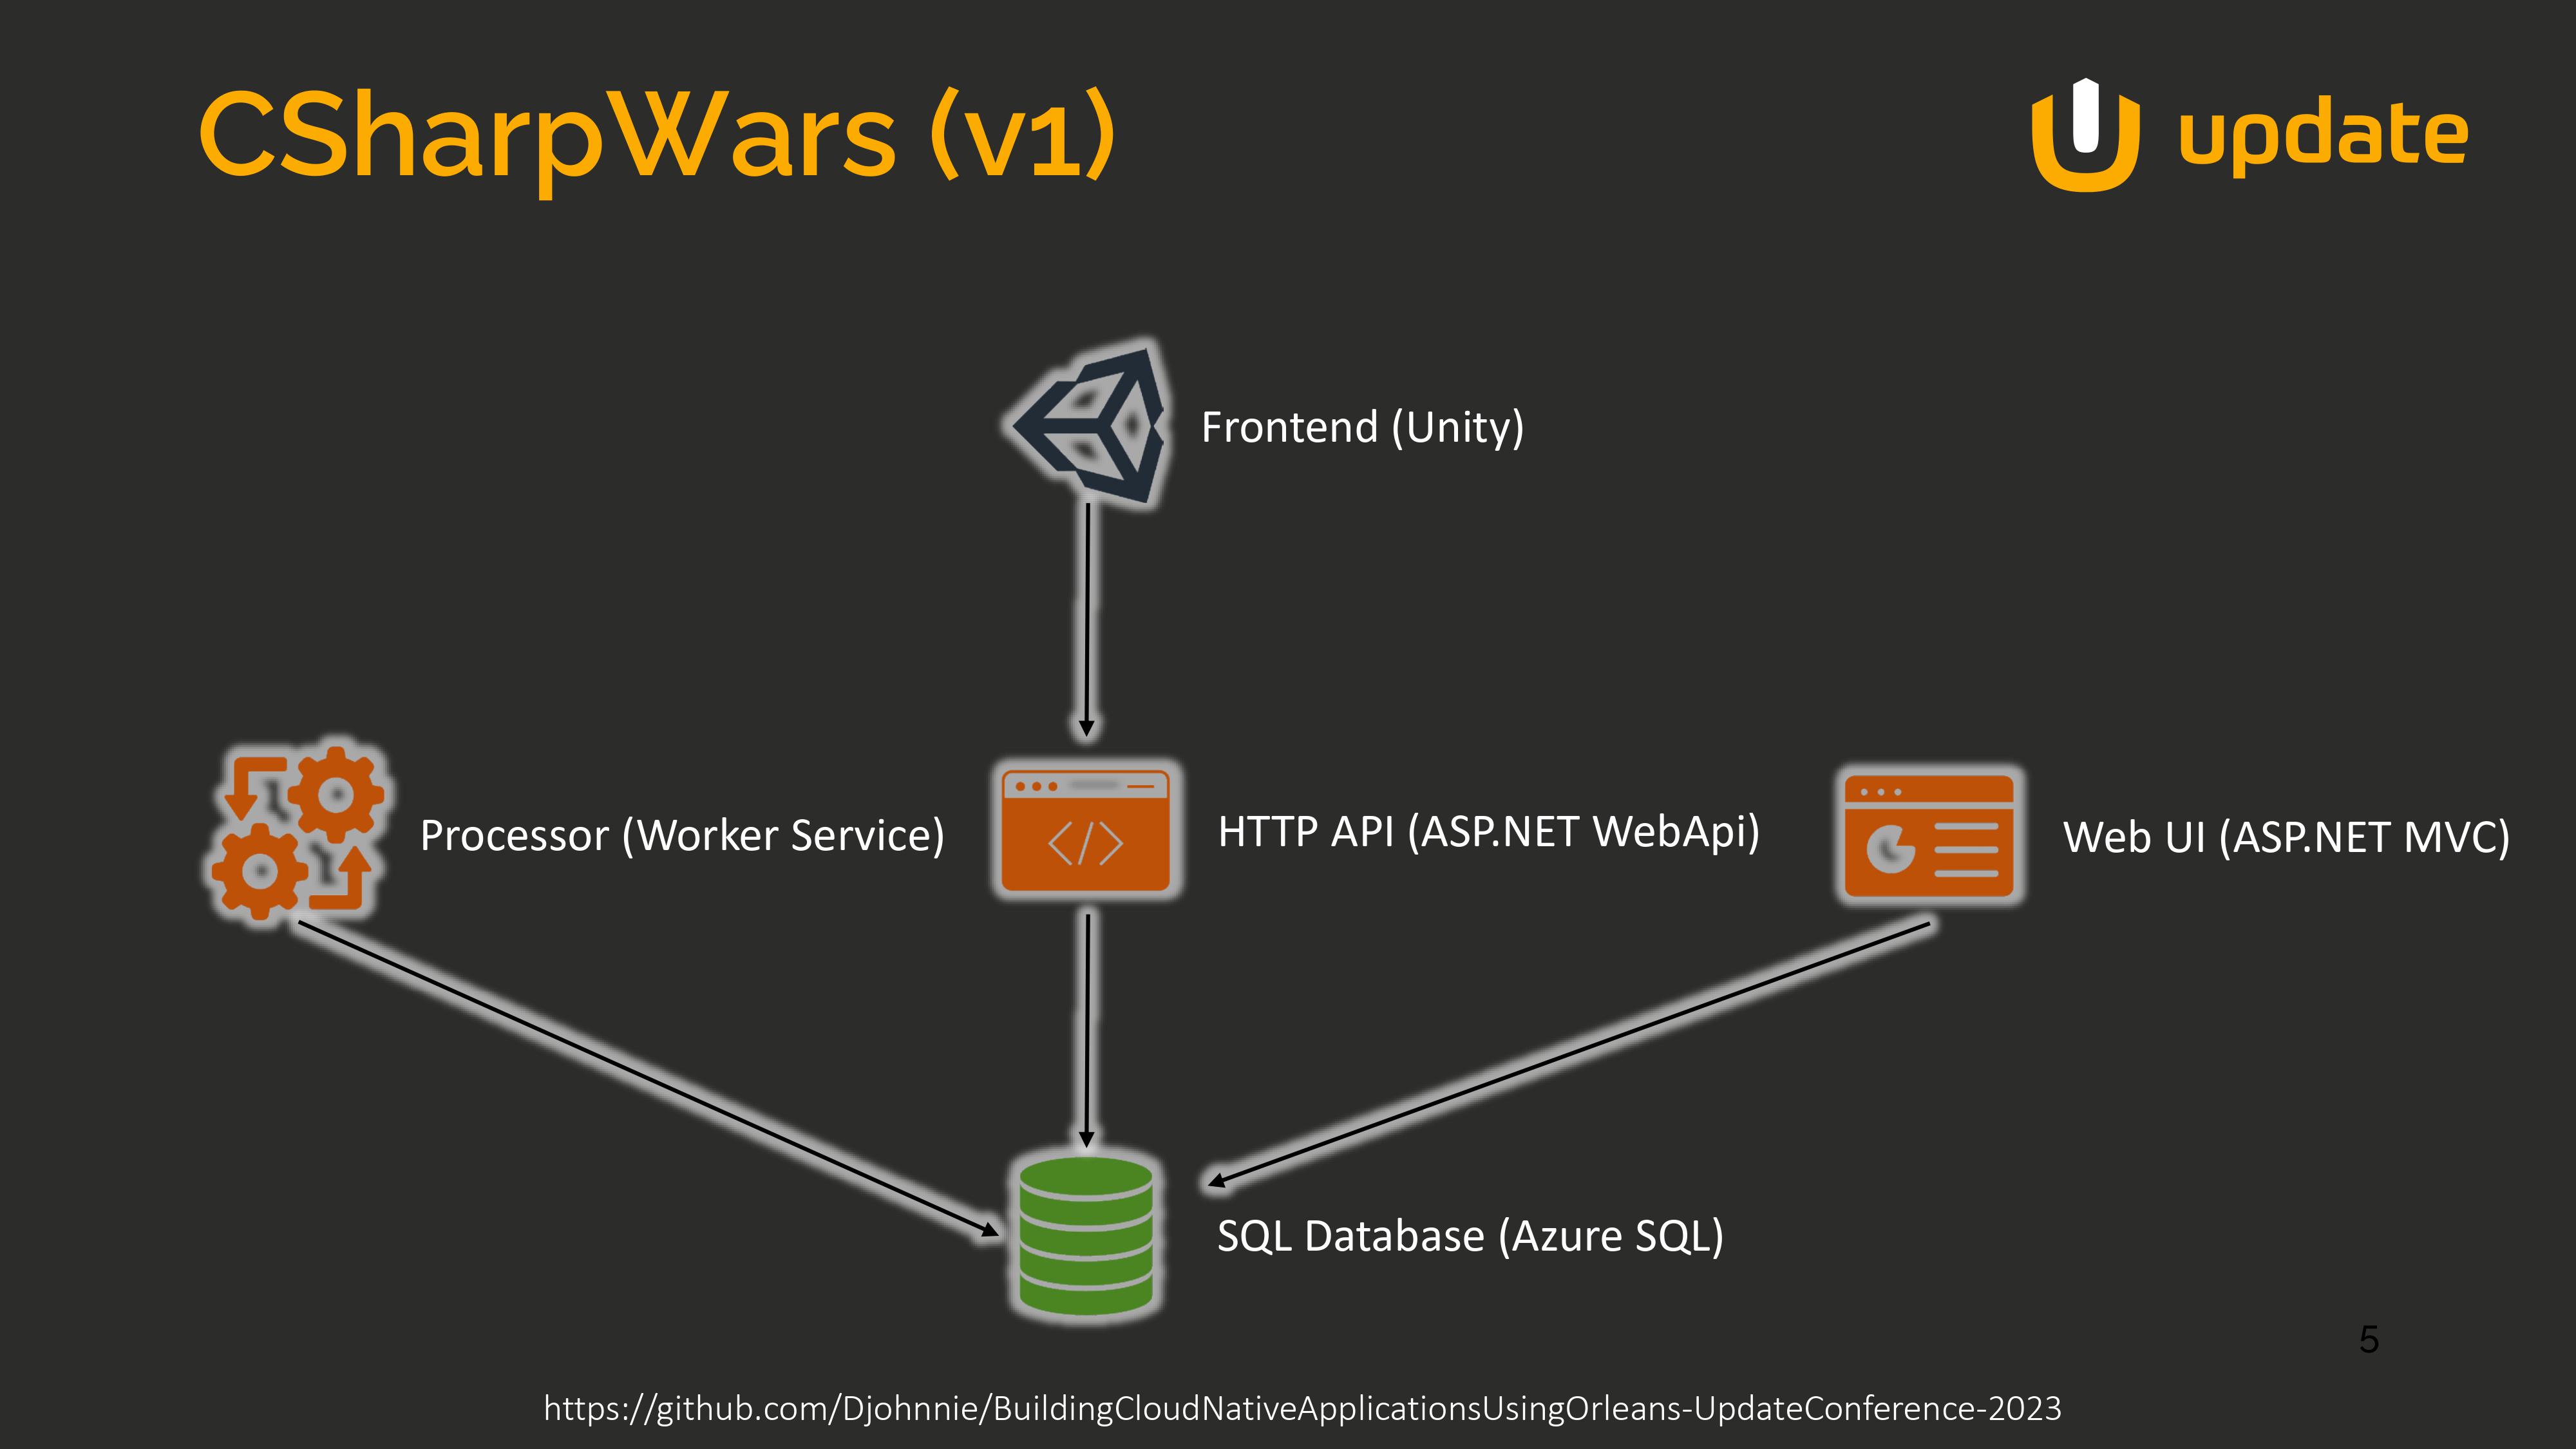 CSharpWars (v1)
update
Frontend (Unity)
Processor (Worker Service)
HTTP API (ASP.NET WebApi)
Web UI (ASP.NET MVC)
SQL Database (Azure SQL)
5
https://github.com/Djohnnie/BuildingCloudNativeApplicationsUsingOrleans-UpdateConference-2023